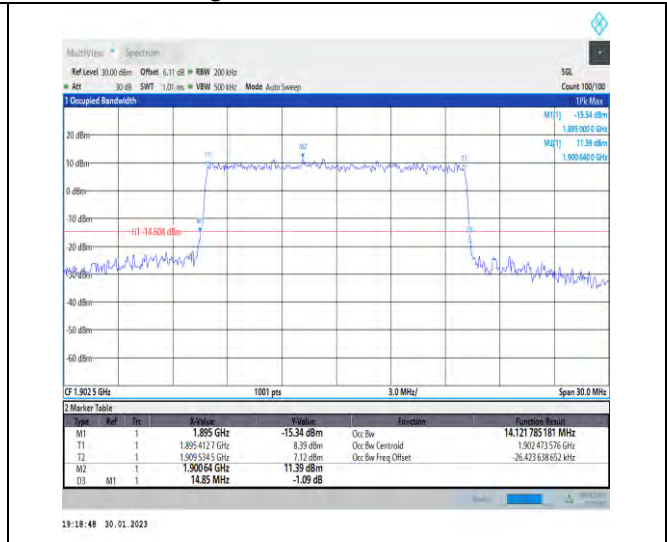 MultiView Spectrum
Ref Level 30.00 dBm Offset 6.11 dB RBW 200 kHz SGL
Att 30 dB SWT 1.01 ms VBW 500 kHz Mode Auto Sweep Count 100/100
1 Occupied Bandwidth 1Pk Max
M1[1] -15.34 dBm
1.895 000 0 GHz
M2[1] 11.39 dBm
1.900 640 0 GHz
20 dBm
M2
T1
10 dBm
0 dBm
-10 dBm
H1 -14.608 dBm
-20 dBm
-30 dBm
-40 dBm
-50 dBm
-60 dBm
CF 1.902 5 GHz 1001 pts 3.0 MHz/ Span 30.0 MHz
2 Marker Table
Type Ref Trc X-Value Y-Value Function Function Result
M1 1 1.895 GHz -15.34 dBm Occ Bw 14.121 785 181 MHz
T1 1 1.895 412 7 GHz 8.39 dBm Occ Bw Centroid 1.902 473 576 GHz
T2 1 1.909 534 5 GHz 7.12 dBm Occ Bw Freq Offset -26.423 638 652 kHz
M2 1 1.900 64 GHz 11.39 dBm
D3 M1 1 14.85 MHz -1.09 dB
19:18:48 30.01.2023